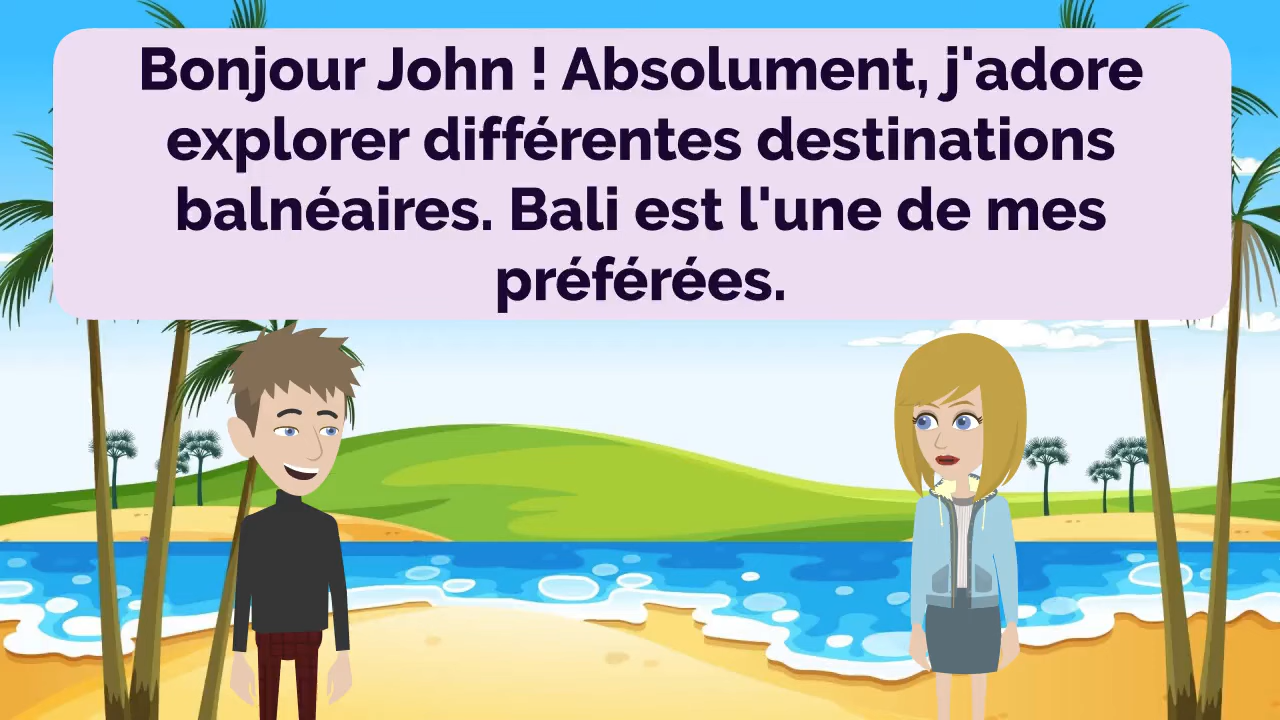 Bonjour John ! Absolument, j'adore
explorer différentes destinations
balnéaires. Bali est l'une de mes
préférées.